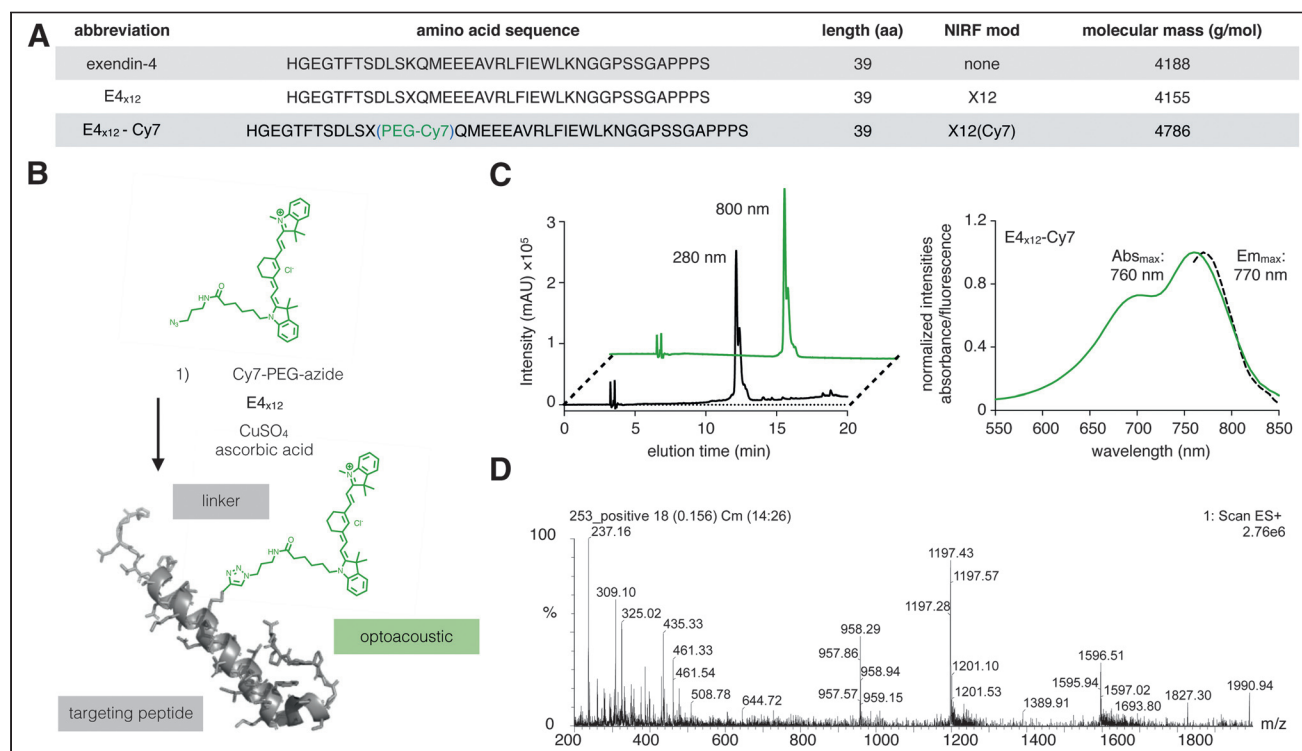 A
abbreviation amino acid sequence length (aa) NIRF mod molecular mass (g/mol)
exendin-4 HGEGTFTSDLSKQMEEEAVRLFIEWLKNGGPSSGAPPPS 39 none 4188
E4x12 HGEGTFTSDLSXQMEEEAVRLFIEWLKNGGPSSGAPPPS 39 X12 4155
E4x12 - Cy7 HGEGTFTSDLSX(PEG-Cy7)QMEEEAVRLFIEWLKNGGPSSGAPPPS 39 X12(Cy7) 4786
B
N
⊕
Cl-
O
HN
N
N3
1) Cy7-PEG-azide
E4x12
CuSO4
ascorbic acid
linker
N
⊕
Cl-
O
HN
N
N
N
N
optoacoustic
targeting peptide
C
Intensity (mAU) ×10⁵
3
2
1
0
800 nm
280 nm
0 5 10 15 20
elution time (min)
normalized intensities
absorbance/fluorescence
1.2
0.8
0.4
0
E4x12-Cy7
Absmax:
760 nm
Emmax:
770 nm
550 600 650 700 750 800 850
wavelength (nm)
D
253_positive 18 (0.156) Cm (14:26)
1: Scan ES+
2.76e6
100
%
0
237.16
309.10
325.02
435.33
461.33
461.54
508.78
644.72
958.29
957.86
958.94
957.57
959.15
1197.43
1197.57
1197.28
1201.10
1201.53
1389.91
1596.51
1595.94
1597.02
1693.80
1827.30
1990.94
200 400 600 800 1000 1200 1400 1600 1800 m/z